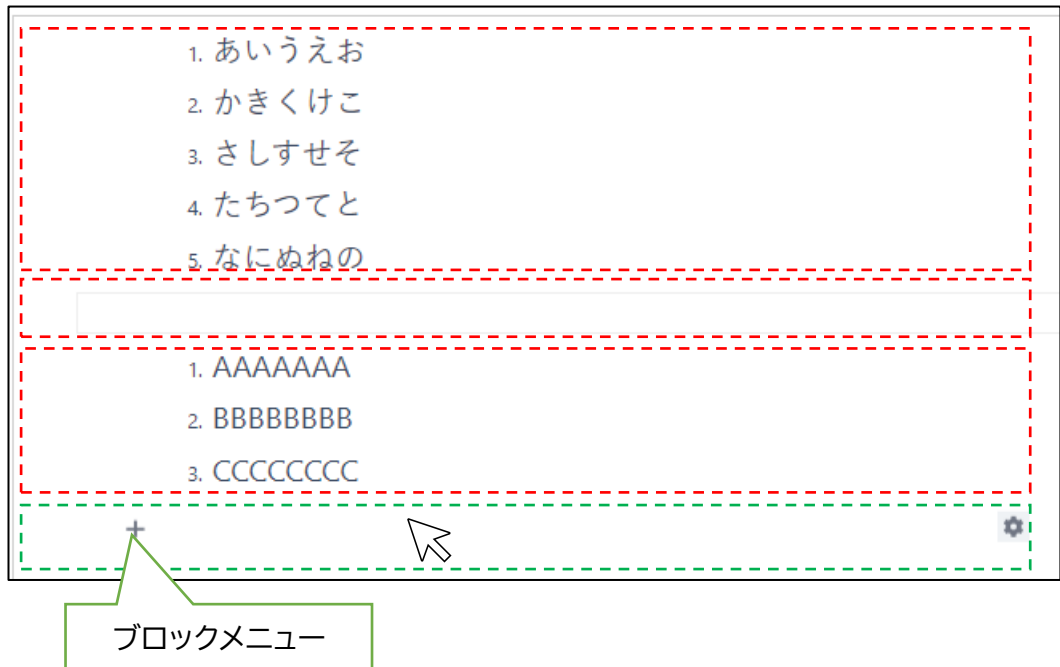 1. あいうえお
2. かきくけこ
3. さしすせそ
4. たちつてと
5. なにぬねの
1. AAAAAAA
2. BBBBBBBB
3. CCCCCCCC
+
ブロックメニュー